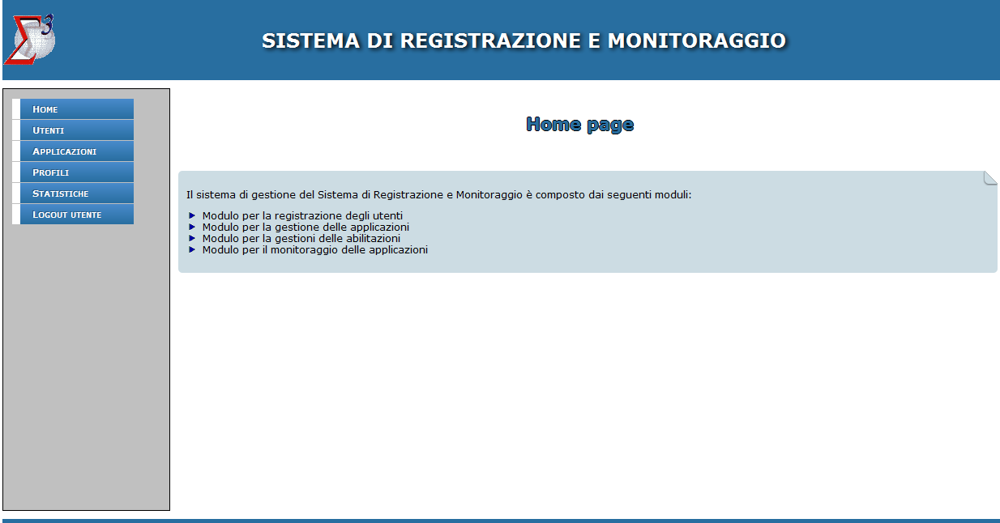 Σ3
SISTEMA DI REGISTRAZIONE E MONITORAGGIO
HOME
UTENTI
APPLICAZIONI
PROFILI
STATISTICHE
LOGOUT UTENTE
Home page
Il sistema di gestione del Sistema di Registrazione e Monitoraggio è composto dai seguenti moduli:
Modulo per la registrazione degli utenti
Modulo per la gestione delle applicazioni
Modulo per la gestioni delle abilitazioni
Modulo per il monitoraggio delle applicazioni